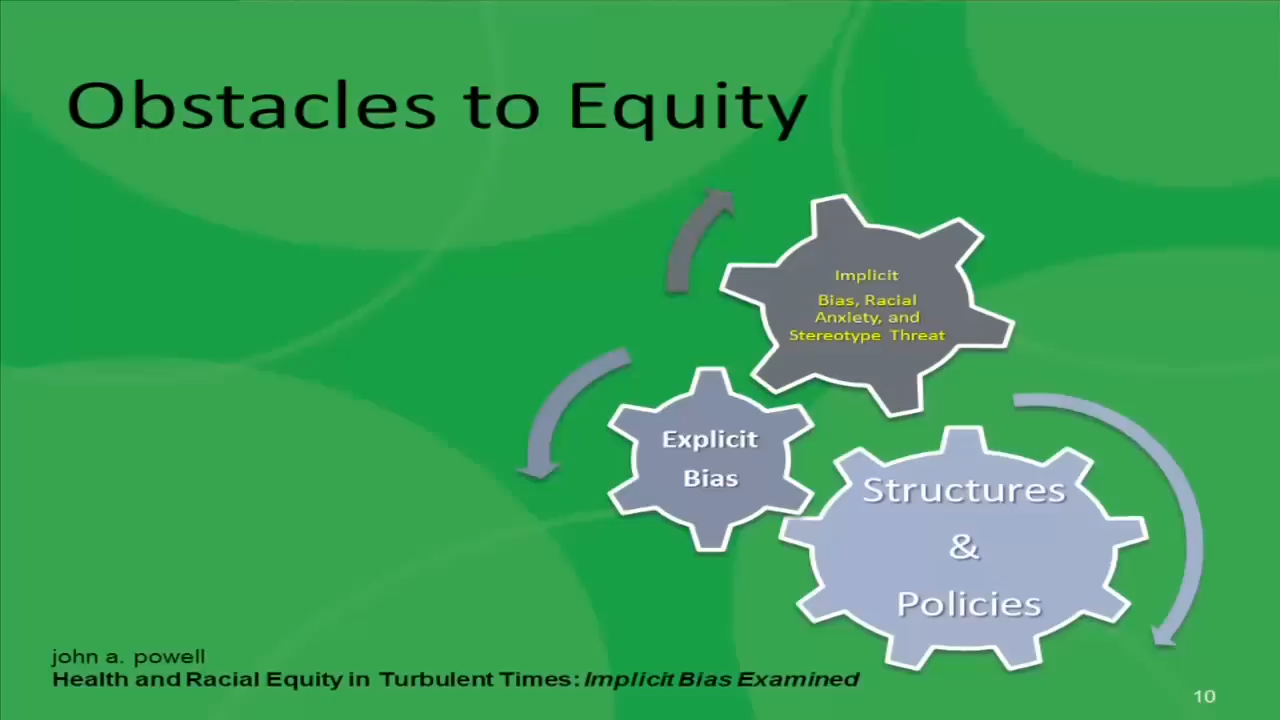 Obstacles to Equity
Implicit
Bias, Racial
Anxiety, and
Stereotype Threat
Explicit
Bias
Structures
&
Policies
john a. powell
Health and Racial Equity in Turbulent Times: Implicit Bias Examined
10